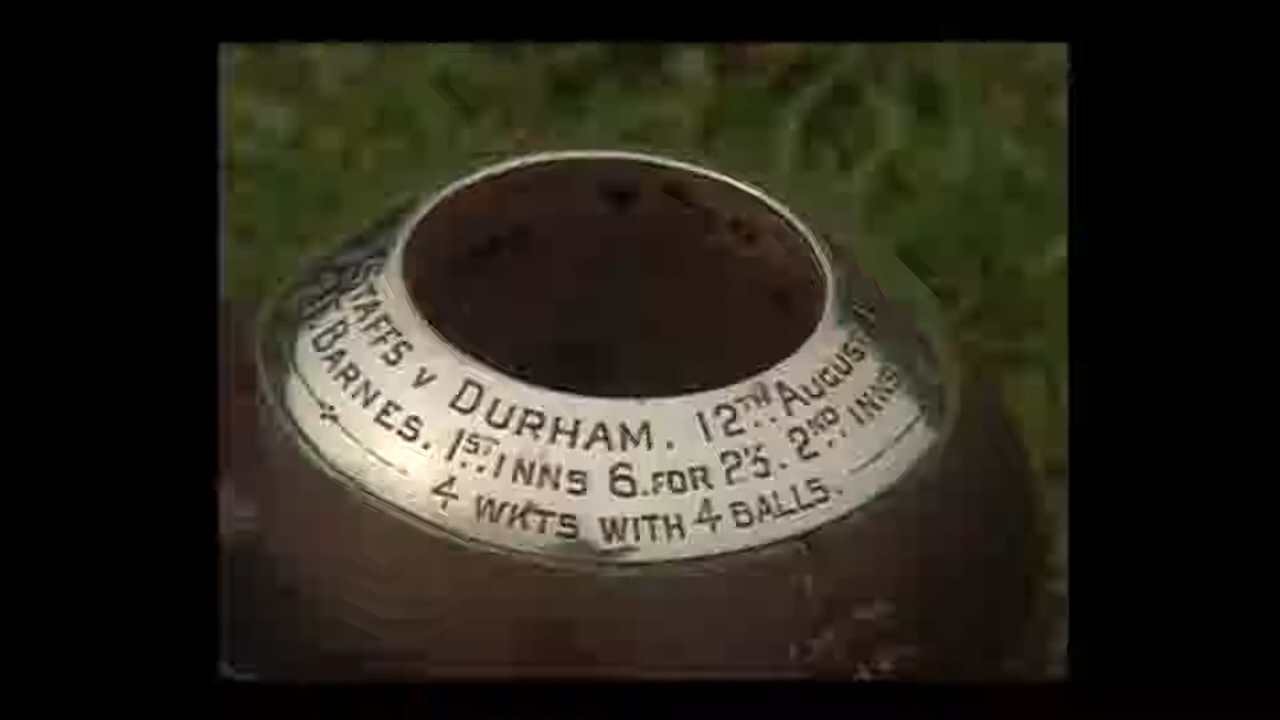 STAFFS v DURHAM. 12TH AUGUST
BARNES. 1ST INNS 6.FOR 23. 2ND INNS
4 WKTS WITH 4 BALLS.